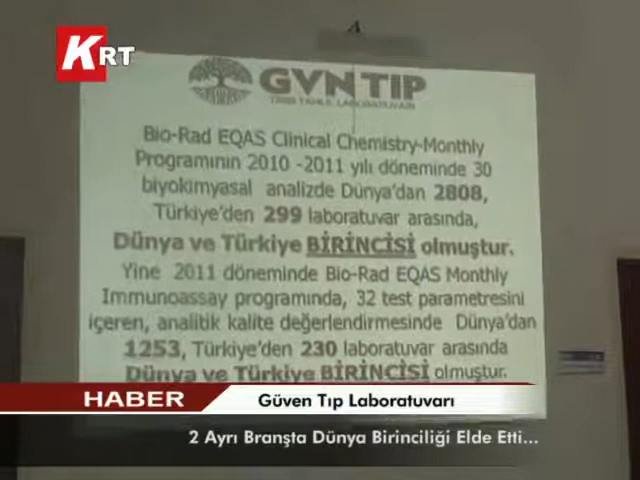 KRT
GVN TIP
TIBBİ TAHLİL LABORATUVARI
Bio-Rad EQAS Clinical Chemistry-Monthly
Programının 2010 -2011 yılı döneminde 30
biyokimyasal analizde Dünya'dan 2808,
Türkiye'den 299 laboratuvar arasında,
Dünya ve Türkiye BİRİNCİSİ olmuştur.
Yine 2011 döneminde Bio-Rad EQAS Monthly
Immunoassay programında, 32 test parametresini
içeren, analitik kalite değerlendirmesinde Dünya'dan
1253, Türkiye'den 230 laboratuvar arasında
Dünya ve Türkiye BİRİNCİSİ olmuştur.
HABER
Güven Tıp Laboratuvarı
2 Ayrı Branşta Dünya Birinciliği Elde Etti...